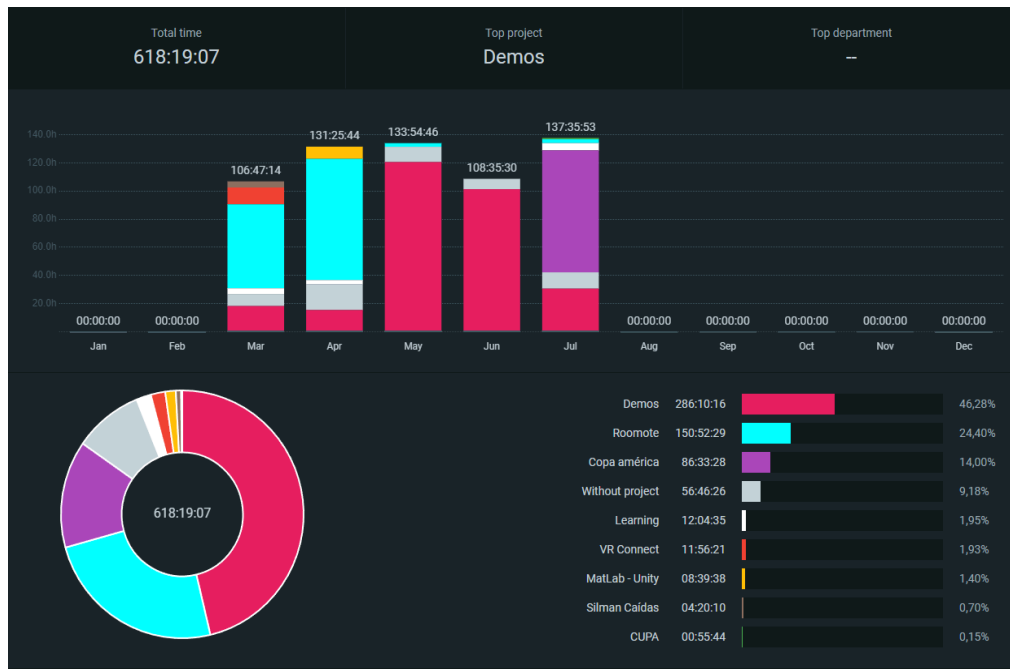 Total time
618:19:07
Top project
Demos
Top department
--
140.0h
120.0h
100.0h
80.0h
60.0h
40.0h
20.0h
00:00:00
00:00:00
106:47:14
131:25:44
133:54:46
108:35:30
137:35:53
00:00:00
00:00:00
00:00:00
00:00:00
00:00:00
Jan Feb Mar Apr May Jun Jul Aug Sep Oct Nov Dec
618:19:07
Demos 286:10:16 46,28%
Roomote 150:52:29 24,40%
Copa américa 86:33:28 14,00%
Without project 56:46:26 9,18%
Learning 12:04:35 1,95%
VR Connect 11:56:21 1,93%
MatLab - Unity 08:39:38 1,40%
Silman Caídas 04:20:10 0,70%
CUPA 00:55:44 0,15%